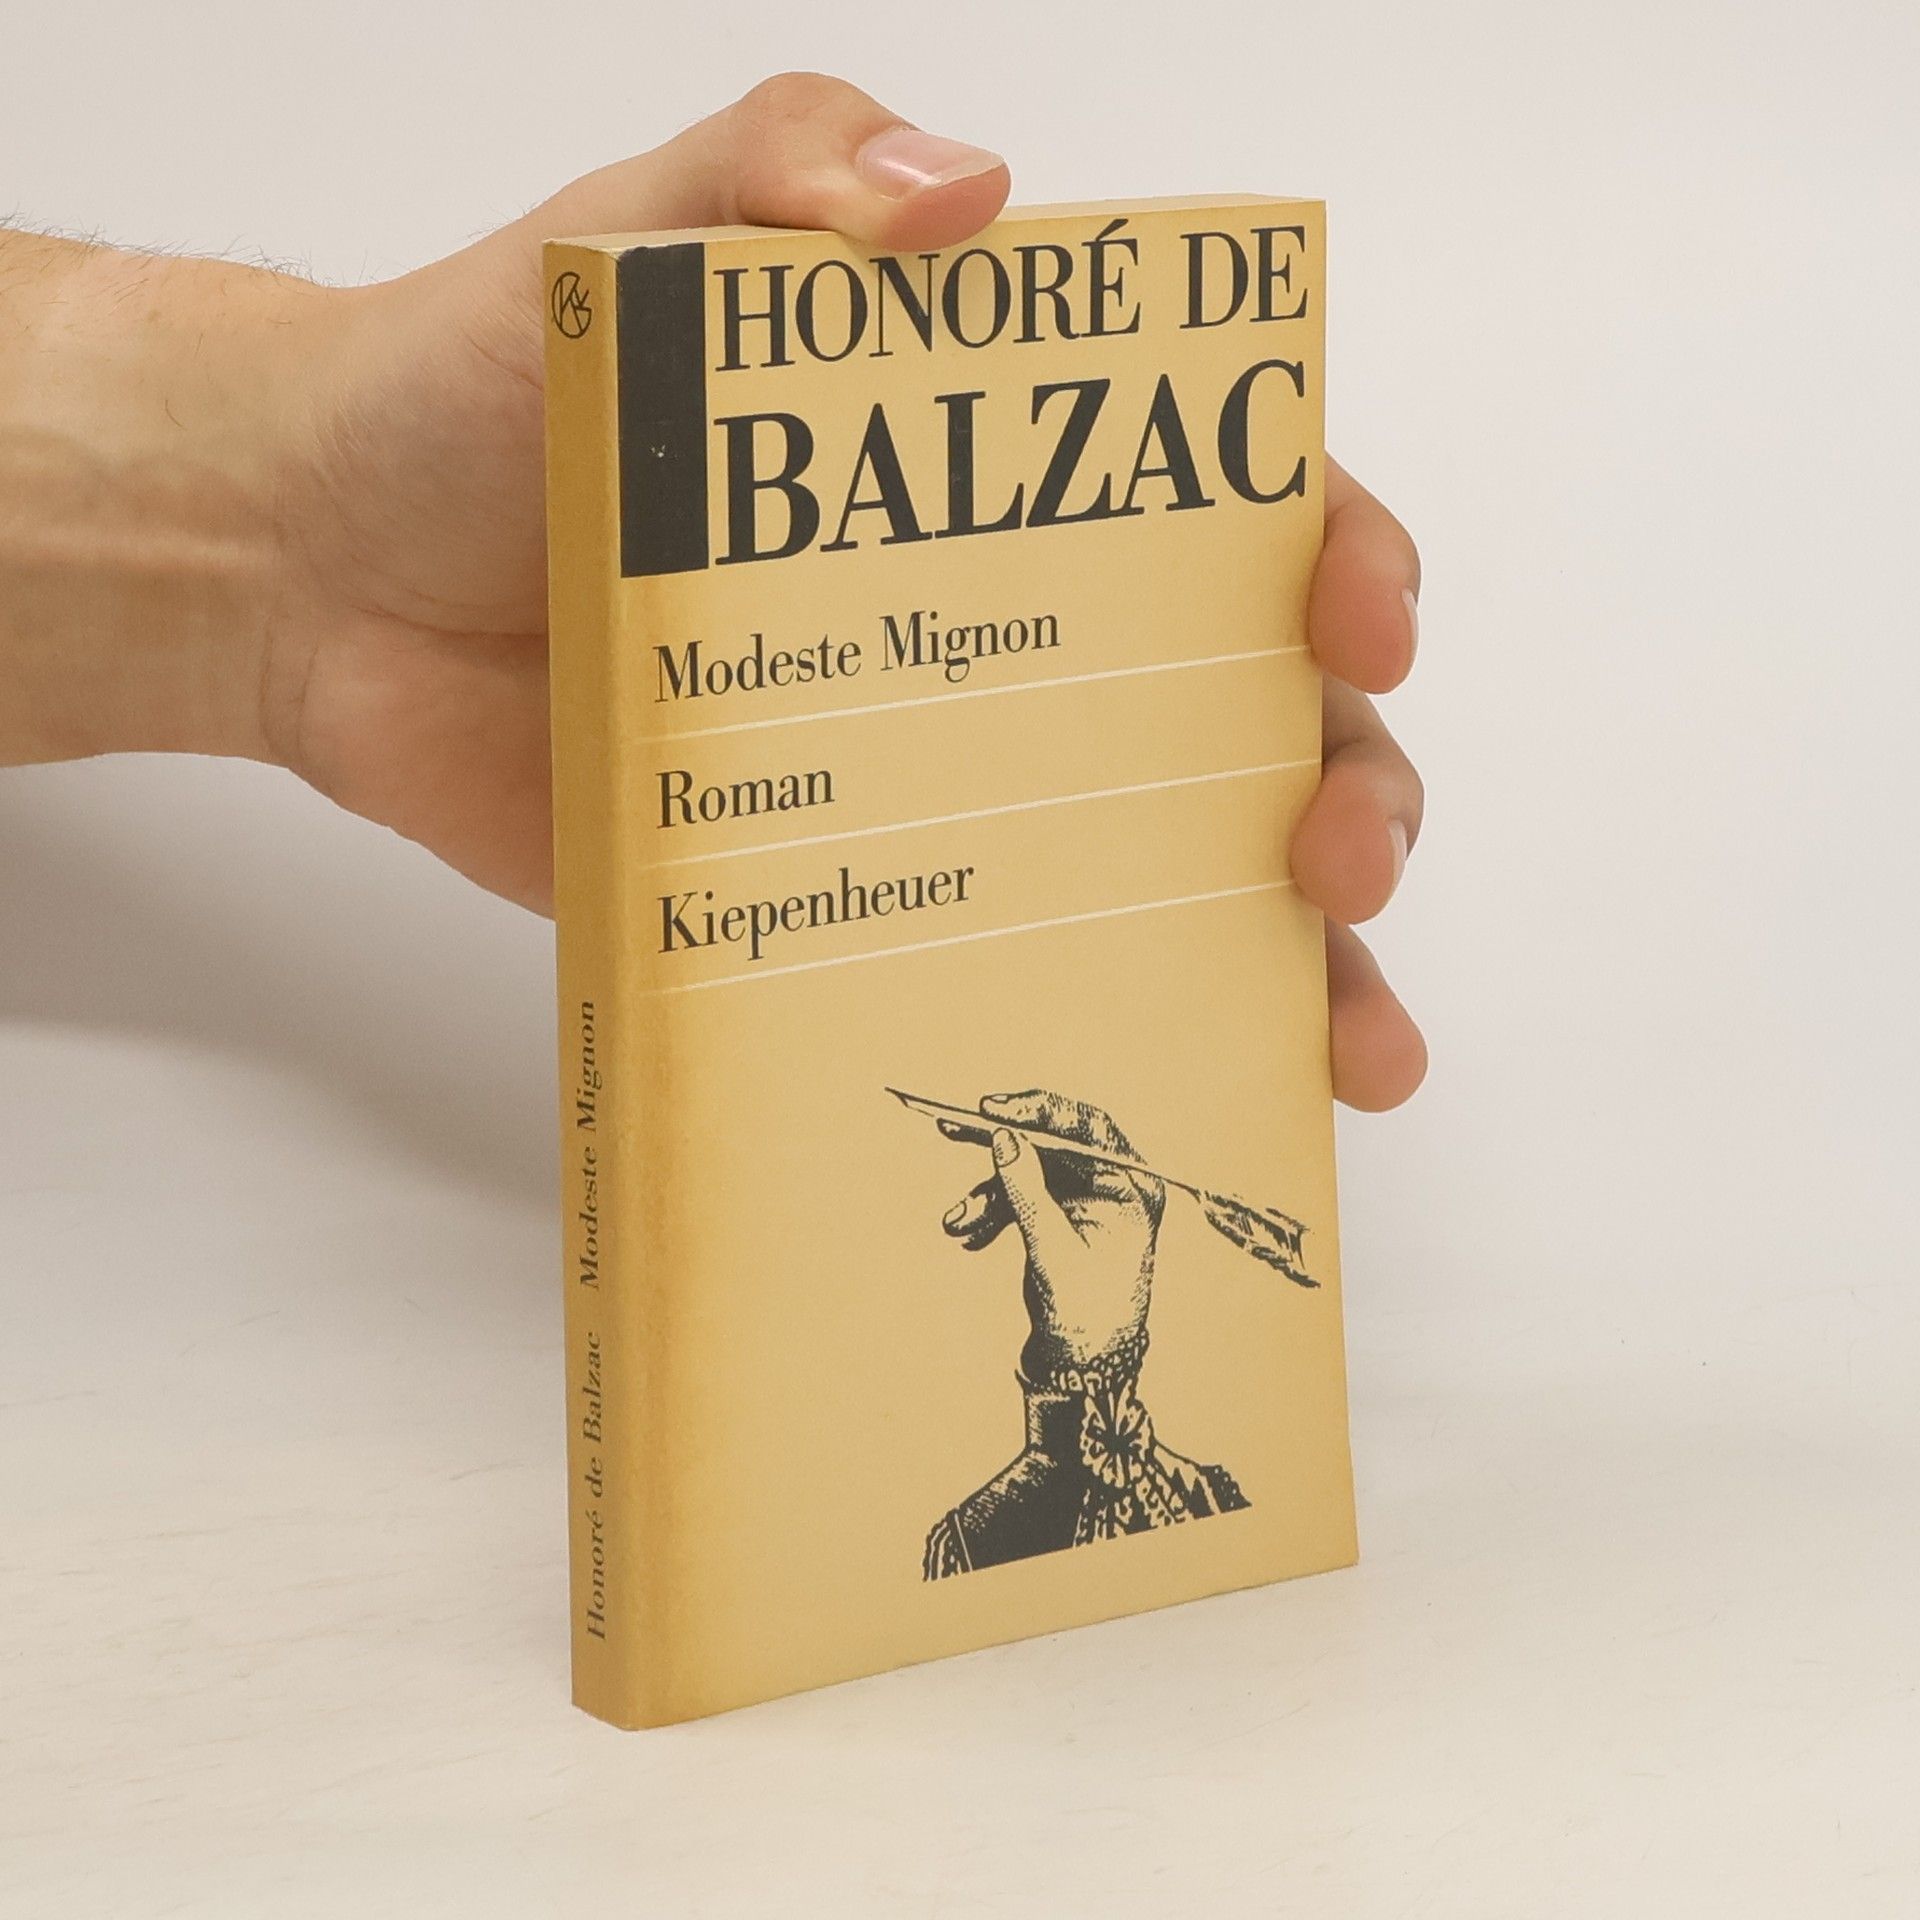 HONORÉ DE
BALZAC
Modeste Mignon
Roman
Kiepenheuer
Honoré de Balzac Modeste Mignon